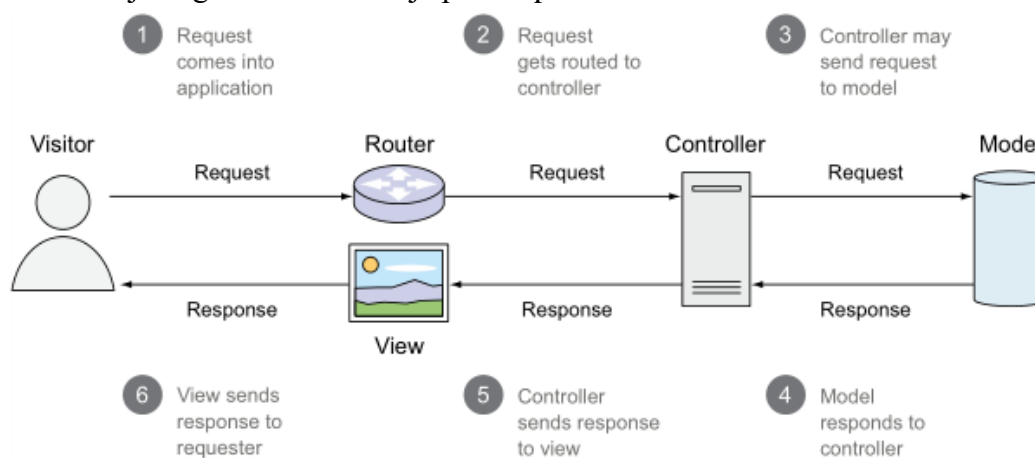 1 Request
comes into
application
2 Request
gets routed to
controller
3 Controller may
send request
to model
Visitor
Router
Controller
Mode
Request
Request
Request
Response
Response
Response
View
6 View sends
response to
requester
5 Controller
sends response
to view
4 Model
responds to
controller